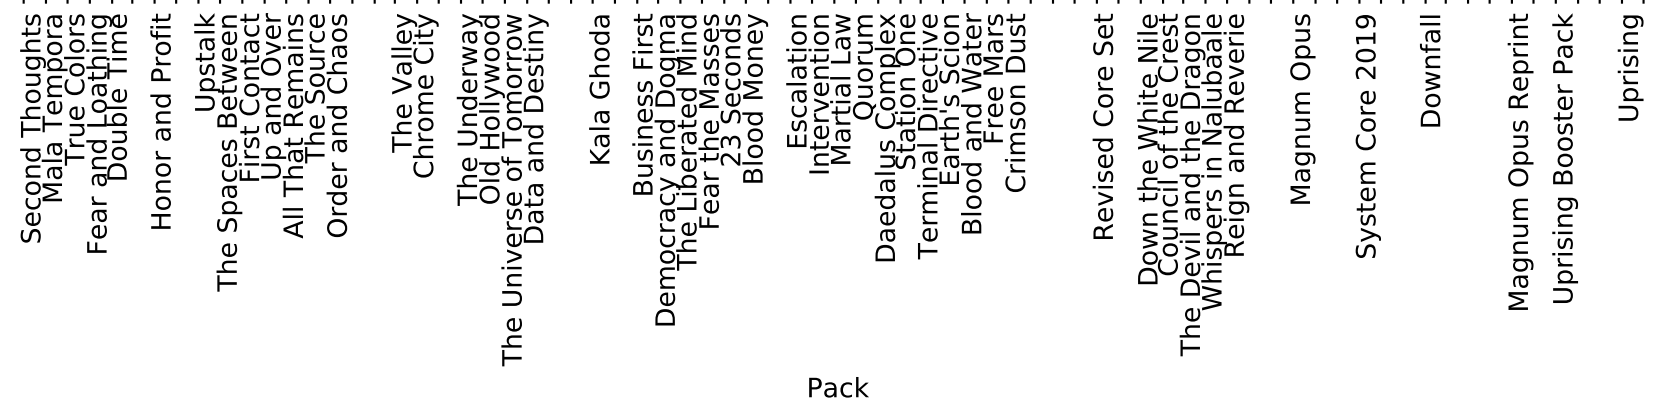 Second Thoughts
Mala Tempora
True Colors
Fear and Loathing
Double Time
Honor and Profit
Upstalk
The Spaces Between
First Contact
Up and Over
All That Remains
The Source
Order and Chaos
The Valley
Chrome City
The Underway
Old Hollywood
The Universe of Tomorrow
Data and Destiny
Kala Ghoda
Business First
Democracy and Dogma
The Liberated Mind
Fear the Masses
23 Seconds
Blood Money
Escalation
Intervention
Martial Law
Quorum
Daedalus Complex
Station One
Terminal Directive
Earth's Scion
Blood and Water
Free Mars
Crimson Dust
Revised Core Set
Down the White Nile
Council of the Crest
The Devil and the Dragon
Whispers in Nalubaale
Reign and Reverie
Magnum Opus
System Core 2019
Downfall
Magnum Opus Reprint
Uprising Booster Pack
Uprising
Pack